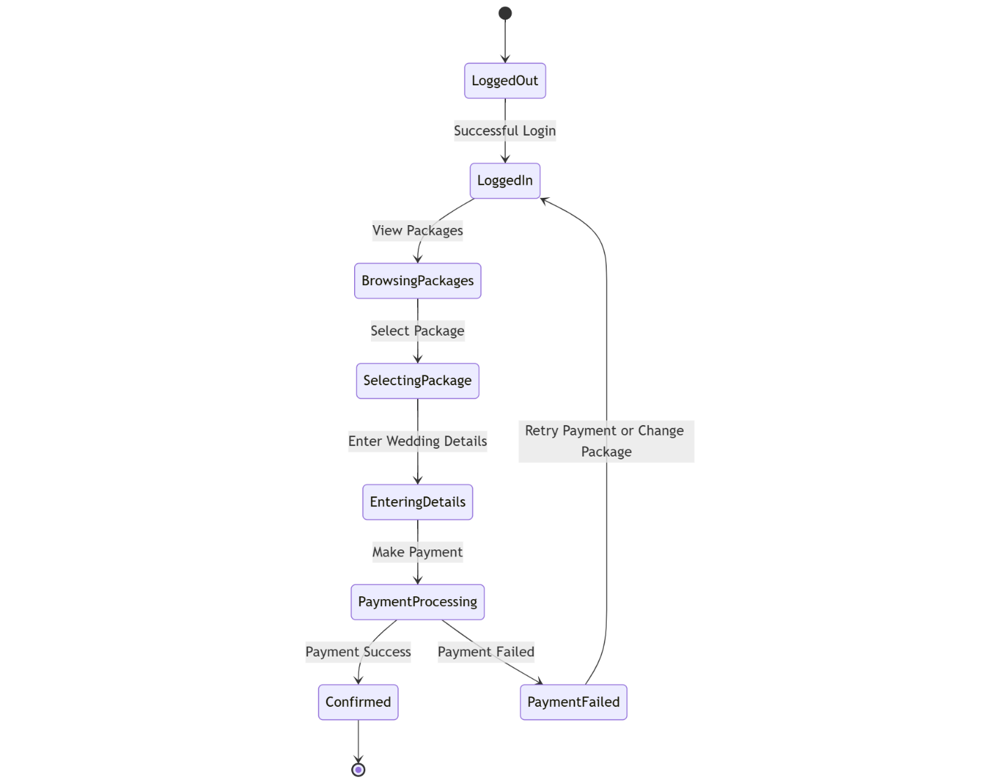 LoggedOut
Successful Login
LoggedIn
View Packages
BrowsingPackages
Select Package
SelectingPackage
Retry Payment or Change
Package
Enter Wedding Details
EnteringDetails
Make Payment
PaymentProcessing
Payment Success
Payment Failed
Confirmed
PaymentFailed